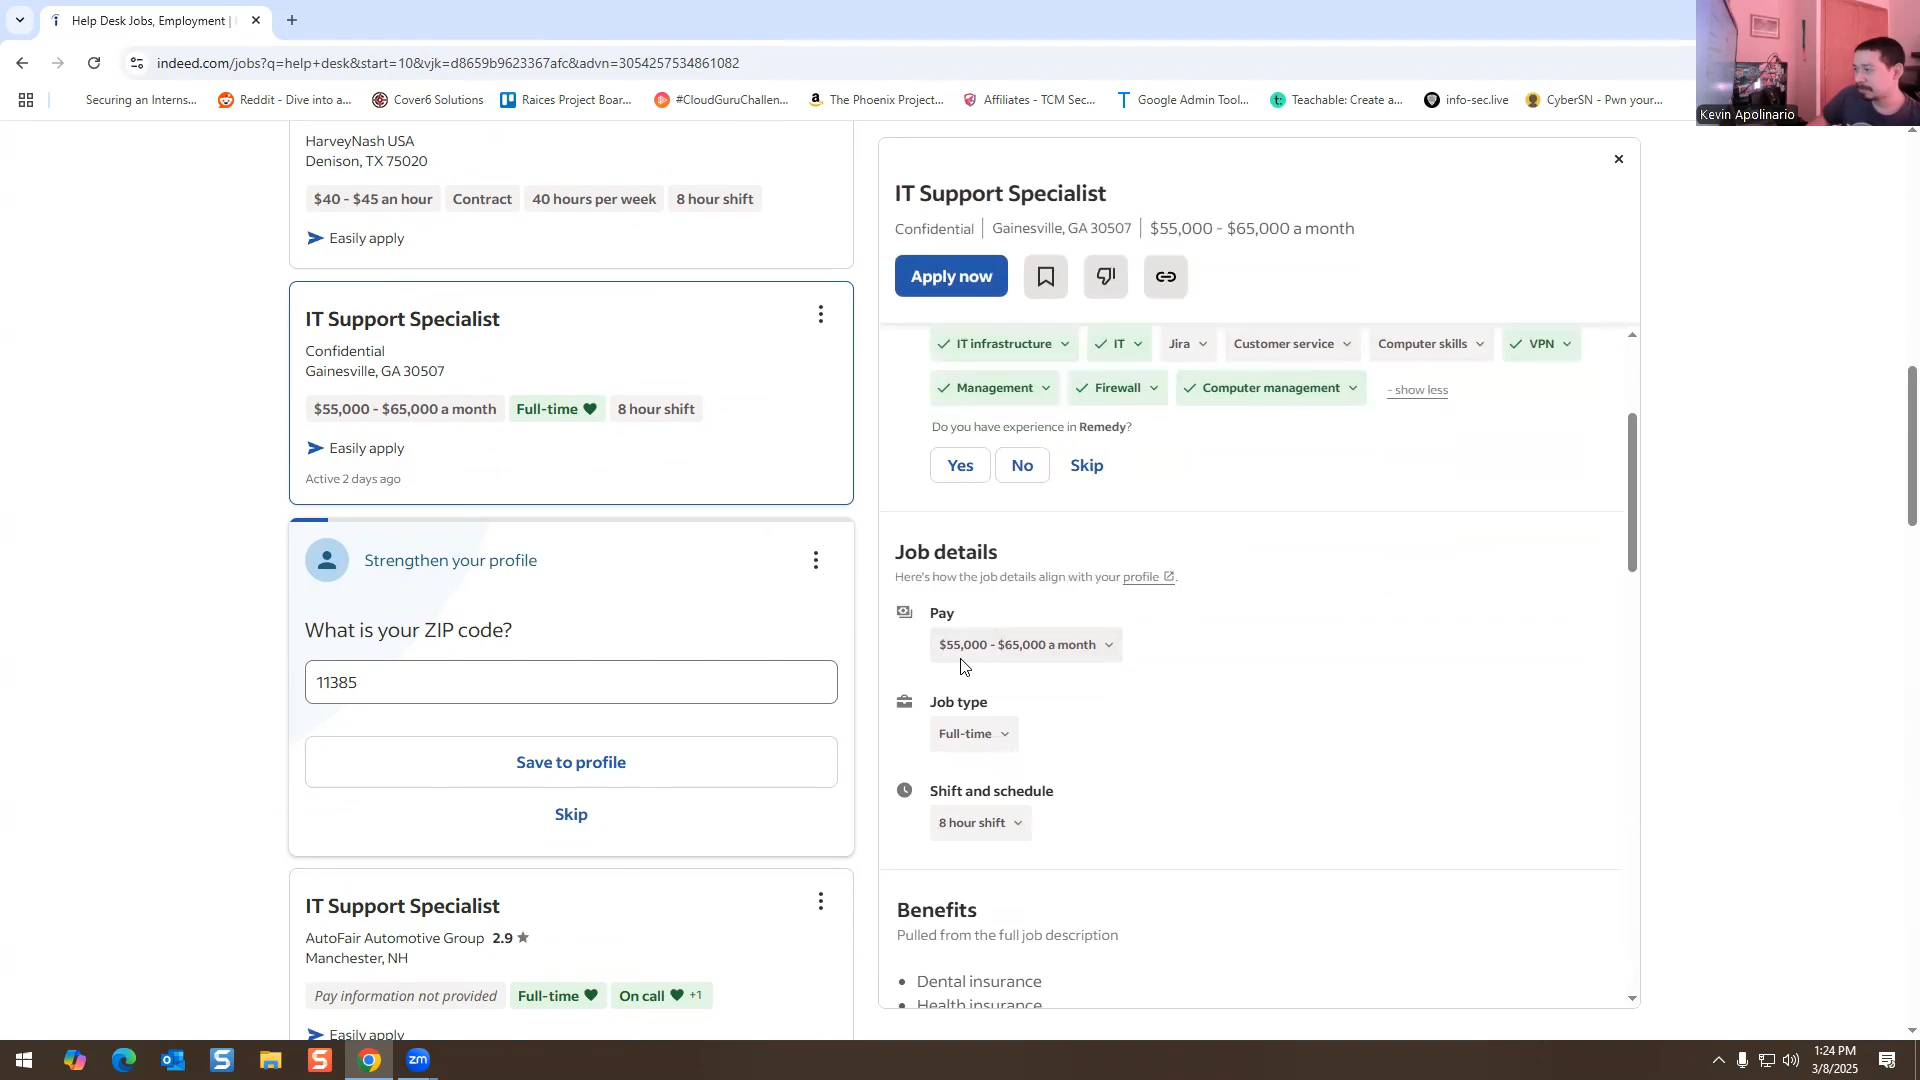 Help Desk Jobs, Employment |
indeed.com/jobs?q=help+desk&start=10&vjk=d8659b9623367afc&advn=3054257534861082
Securing an Interns...
Reddit - Dive into a...
Cover6 Solutions
Raices Project Boar...
#CloudGuruChallen...
The Phoenix Project...
Affiliates - TCM Sec...
Google Admin Tool...
Teachable: Create a...
info-sec.live
CyberSN - Pwn your...
Kevin Apolinario
HarveyNash USA
Denison, TX 75020
$40 - $45 an hour Contract 40 hours per week 8 hour shift
Easily apply
IT Support Specialist
Confidential
Gainesville, GA 30507
$55,000 - $65,000 a month Full-time 8 hour shift
Easily apply
Active 2 days ago
Strengthen your profile
What is your ZIP code?
11385
Save to profile
Skip
IT Support Specialist
AutoFair Automotive Group 2.9
Manchester, NH
Pay information not provided Full-time On call +1
Easily apply
IT Support Specialist
Confidential | Gainesville, GA 30507 | $55,000 - $65,000 a month
Apply now
IT infrastructure IT Jira Customer service Computer skills VPN
Management Firewall Computer management - show less
Do you have experience in Remedy?
Yes No Skip
Job details
Here's how the job details align with your profile.
Pay
$55,000 - $65,000 a month
Job type
Full-time
Shift and schedule
8 hour shift
Benefits
Pulled from the full job description
Dental insurance
Health insurance
zm
1:24 PM
3/8/2025